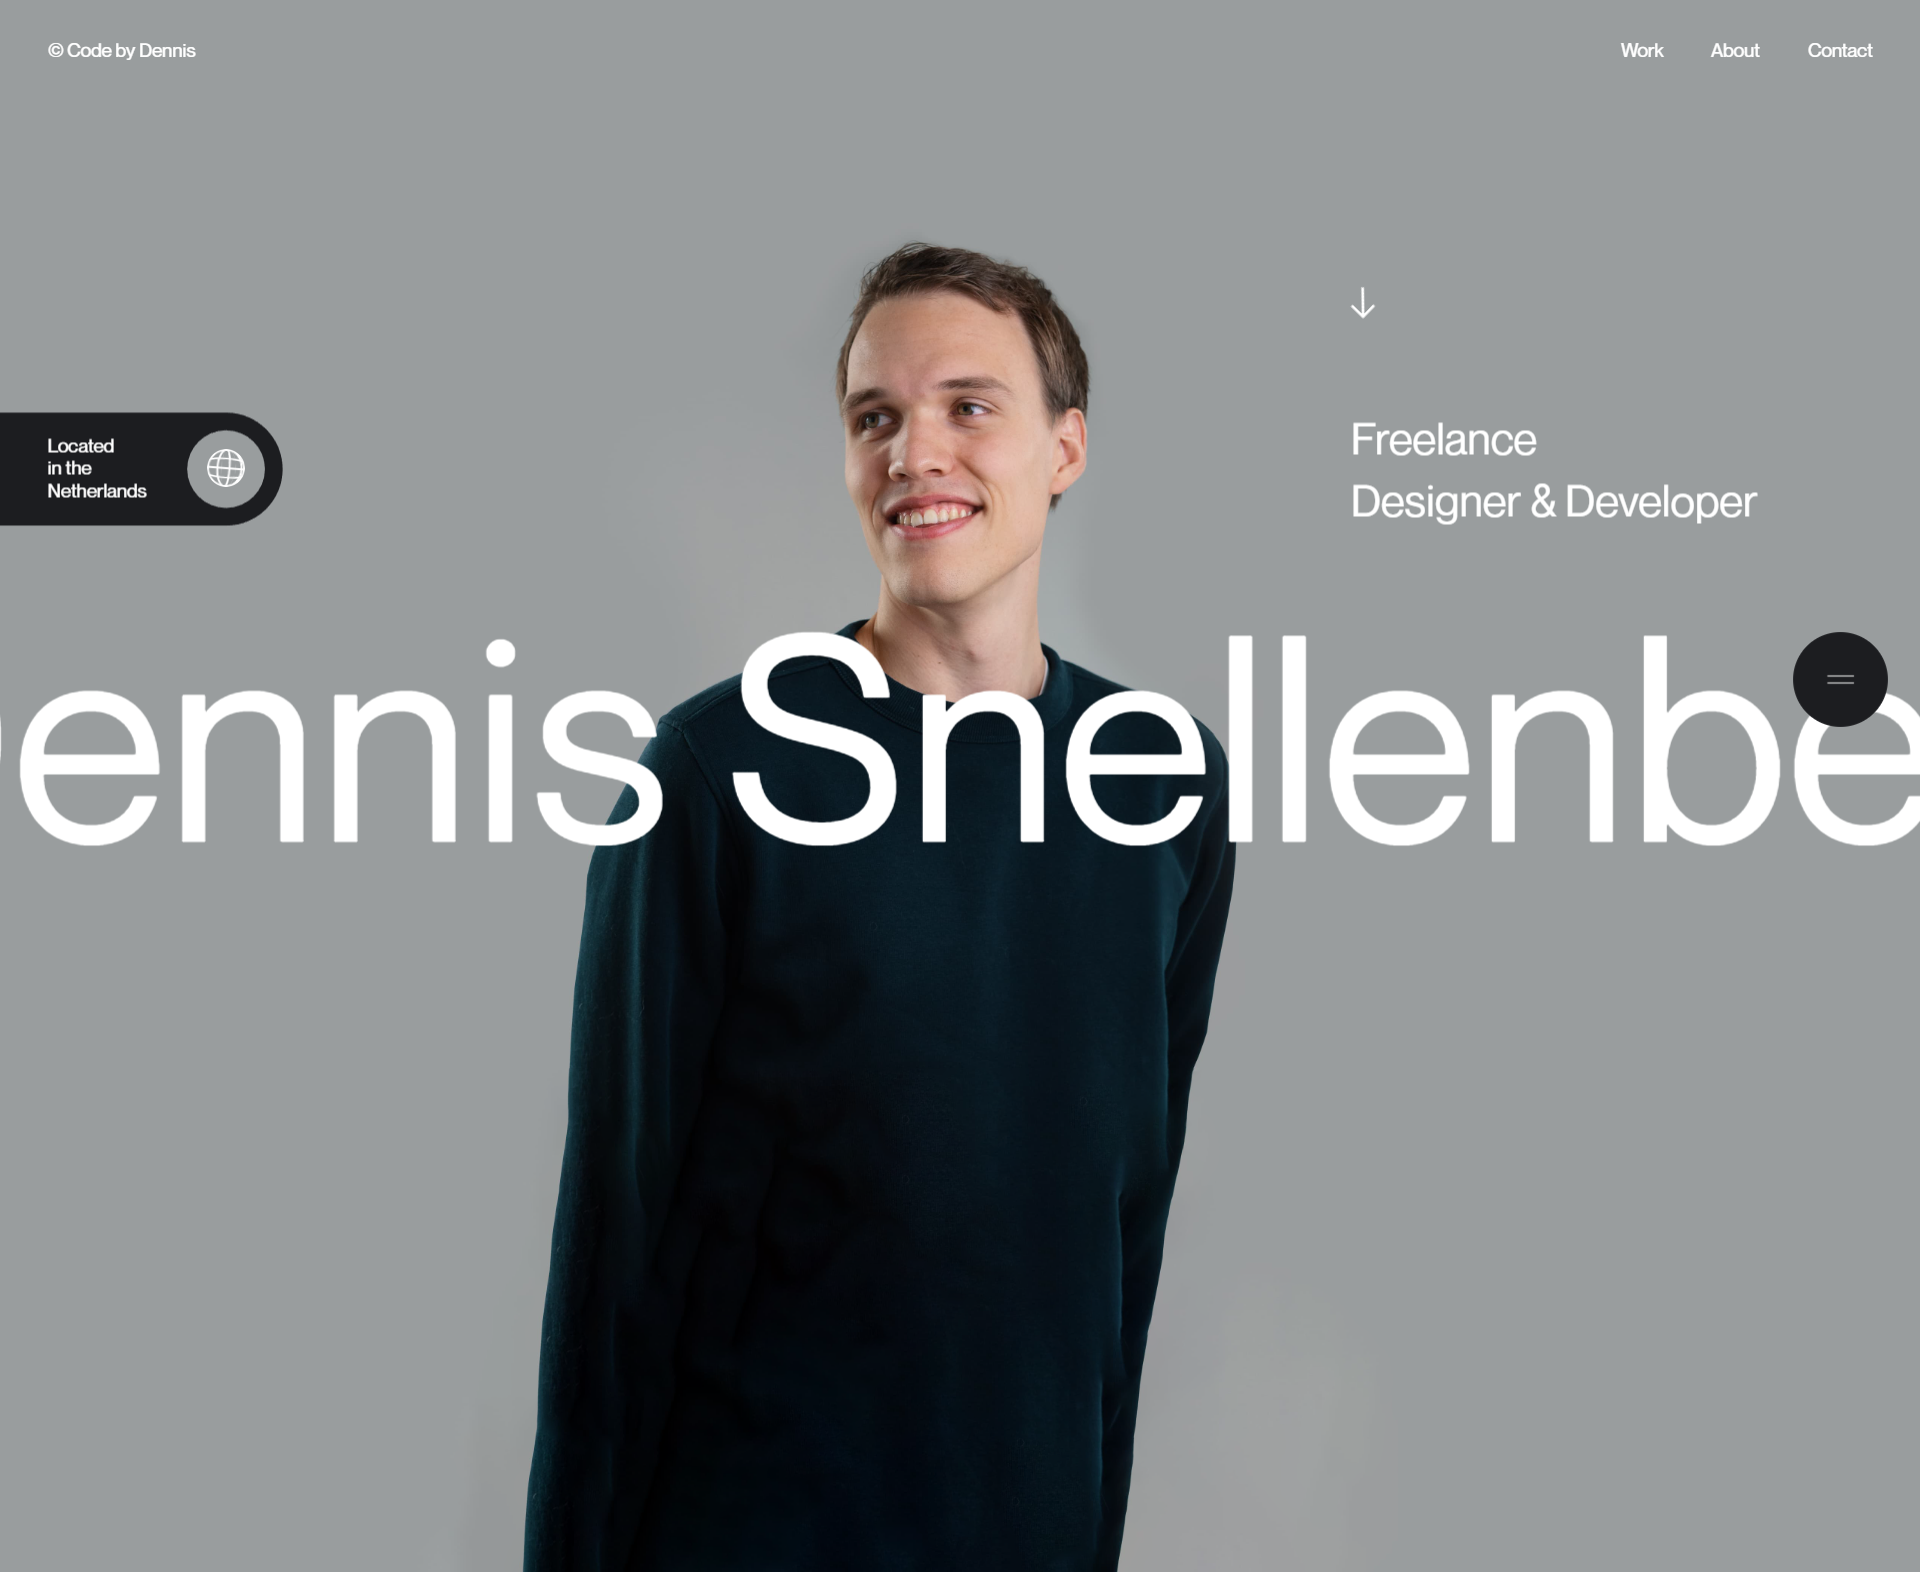 © Code by Dennis
Work
About
Contact
Located
in the
Netherlands
Freelance
Designer & Developer
ennis Snellenbe